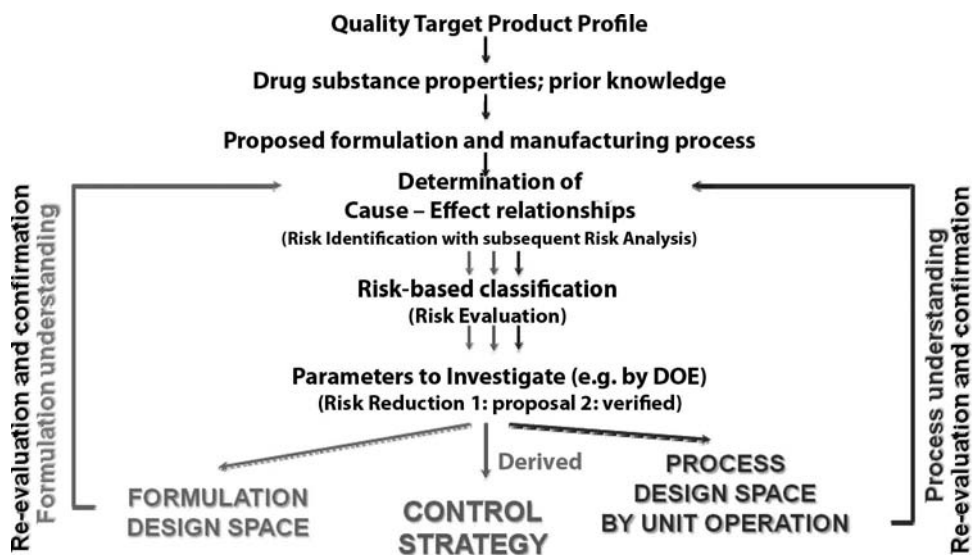 Quality Target Product Profile
Drug substance properties; prior knowledge
Proposed formulation and manufacturing process
Determination of
Cause – Effect relationships
(Risk Identification with subsequent Risk Analysis)
Risk-based classification
(Risk Evaluation)
Parameters to Investigate (e.g. by DOE)
(Risk Reduction 1: proposal 2: verified)
Re-evaluation and confirmation
Formulation understanding
Process understanding
Re-evaluation and confirmation
Derived
FORMULATION
DESIGN SPACE
CONTROL
STRATEGY
PROCESS
DESIGN SPACE
BY UNIT OPERATION